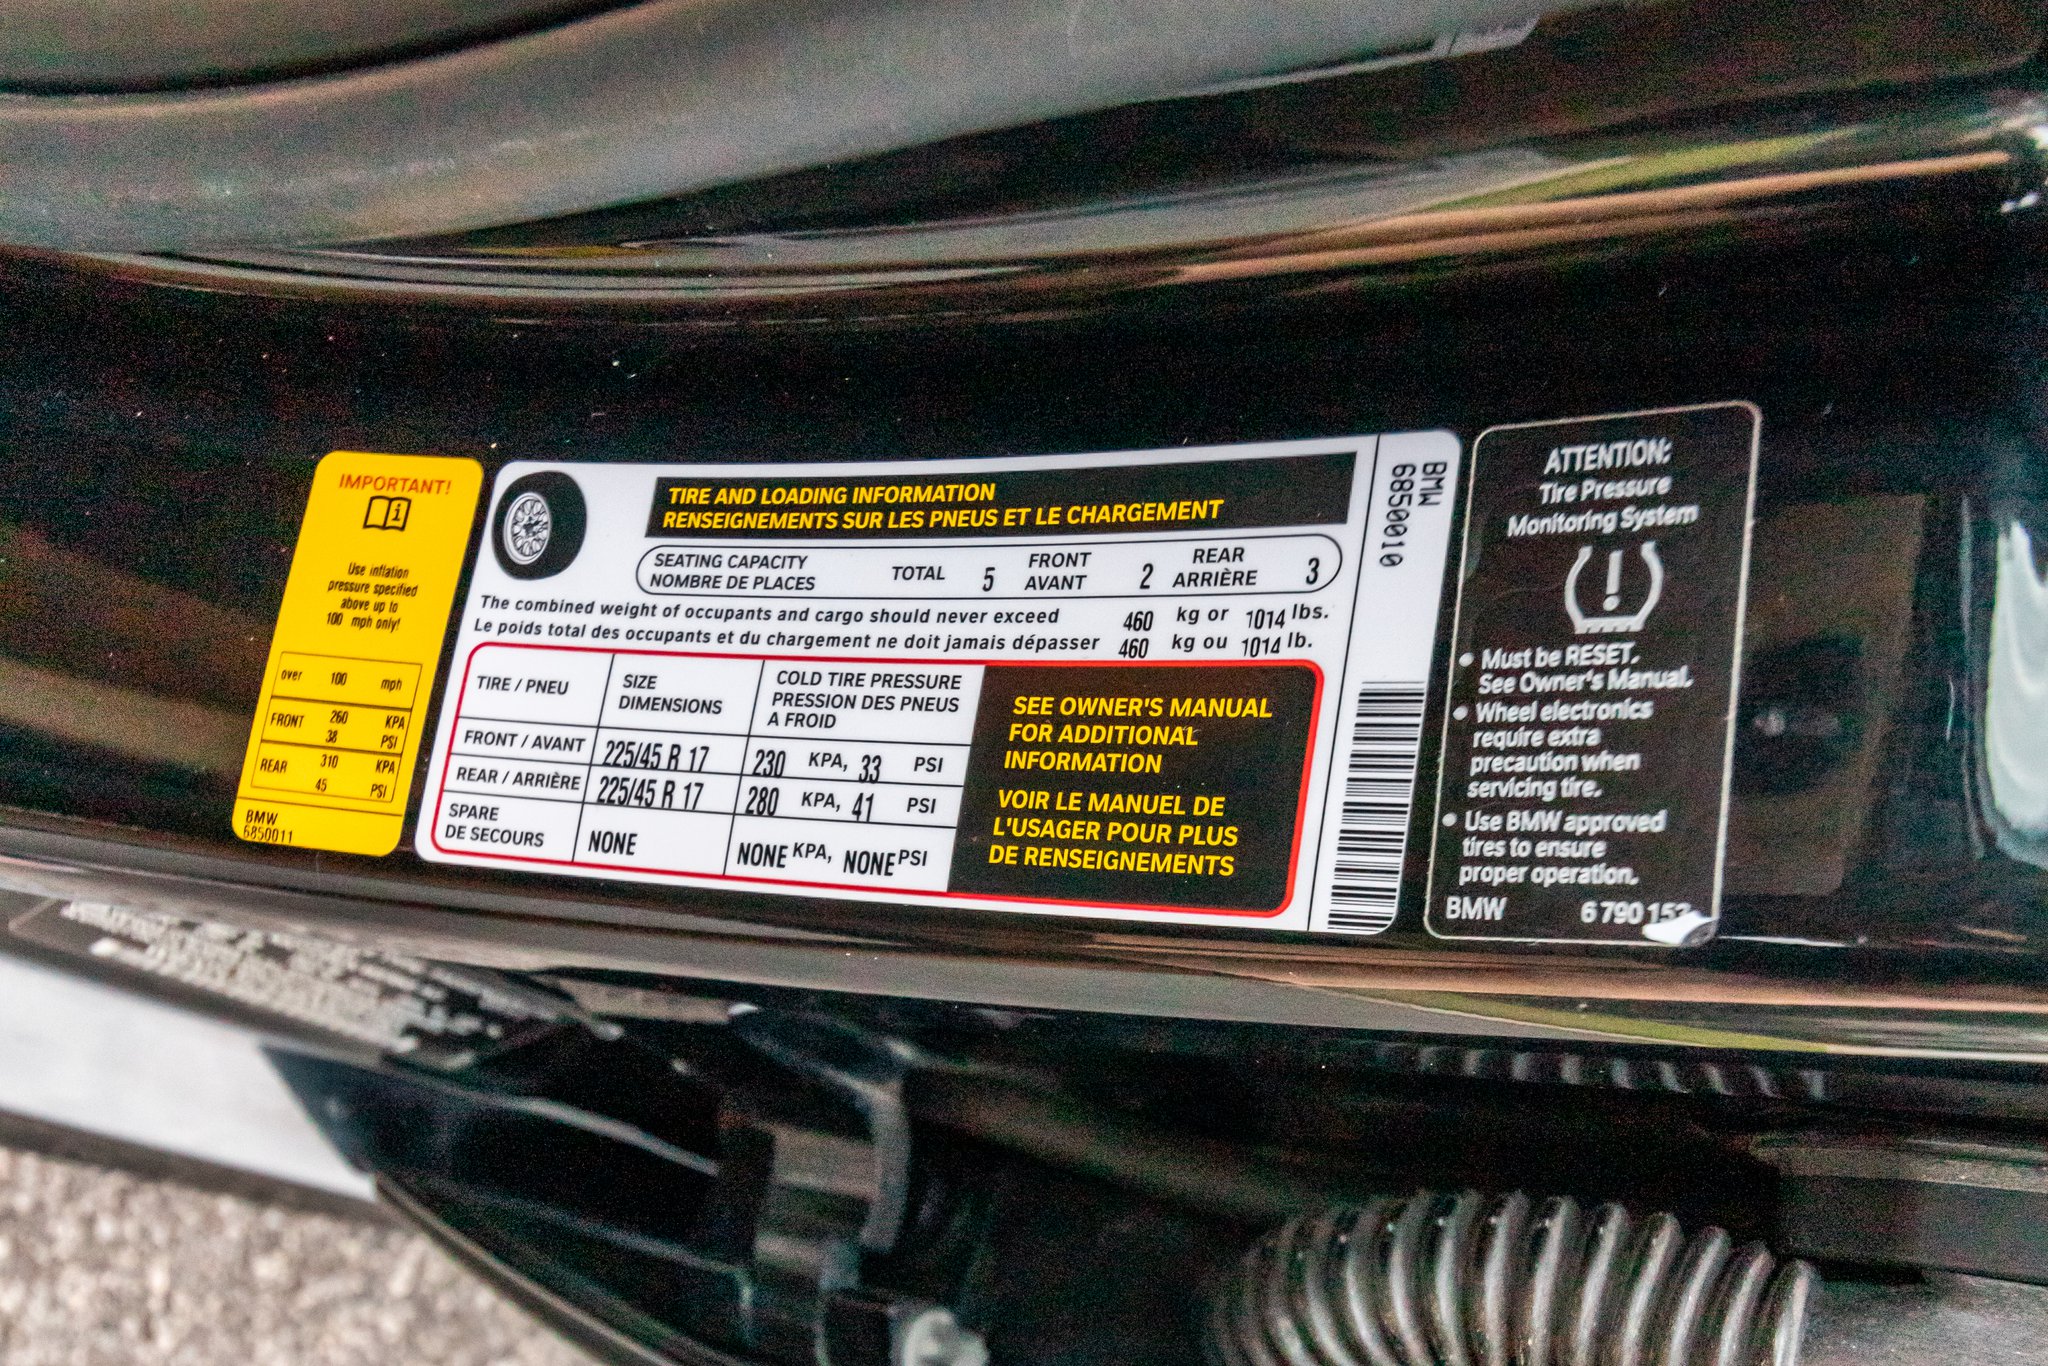 IMPORTANT!
Use inflation
pressure specified
above up to
100 mph only!
over 100 mph
FRONT 260 KPA
38 PSI
REAR 310 KPA
45 PSI
BMW
6850011
TIRE AND LOADING INFORMATION
RENSEIGNEMENTS SUR LES PNEUS ET LE CHARGEMENT
SEATING CAPACITY
NOMBRE DE PLACES
TOTAL 5
FRONT
AVANT 2
REAR
ARRIÈRE 3
The combined weight of occupants and cargo should never exceed 460 kg or 1014 lbs.
Le poids total des occupants et du chargement ne doit jamais dépasser 460 kg ou 1014 lb.
TIRE / PNEU
SIZE
DIMENSIONS
COLD TIRE PRESSURE
PRESSION DES PNEUS
A FROID
FRONT / AVANT 225/45 R 17 230 KPA, 33 PSI
REAR / ARRIÈRE 225/45 R 17 280 KPA, 41 PSI
SPARE
DE SECOURS NONE NONE KPA, NONE PSI
SEE OWNER'S MANUAL
FOR ADDITIONAL
INFORMATION
VOIR LE MANUEL DE
L'USAGER POUR PLUS
DE RENSEIGNEMENTS
BMW
6850010
ATTENTION:
Tire Pressure
Monitoring System
• Must be RESET.
See Owner's Manual.
• Wheel electronics
require extra
precaution when
servicing tire.
• Use BMW approved
tires to ensure
proper operation.
BMW 6 790